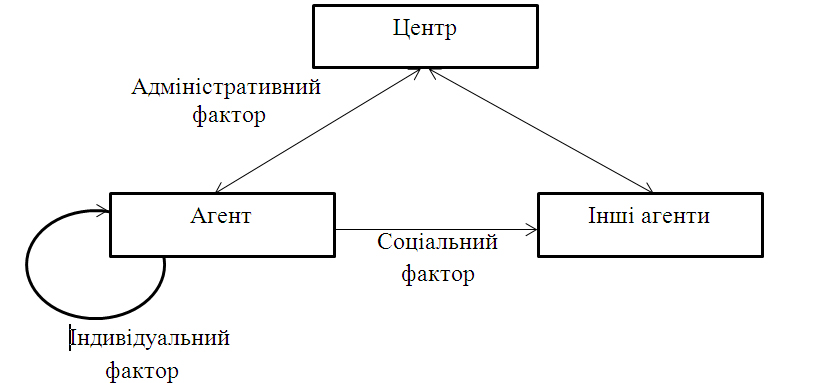 Центр
Адміністративний
фактор
Агент
Інші агенти
Соціальний
фактор
Індивідуальний
фактор